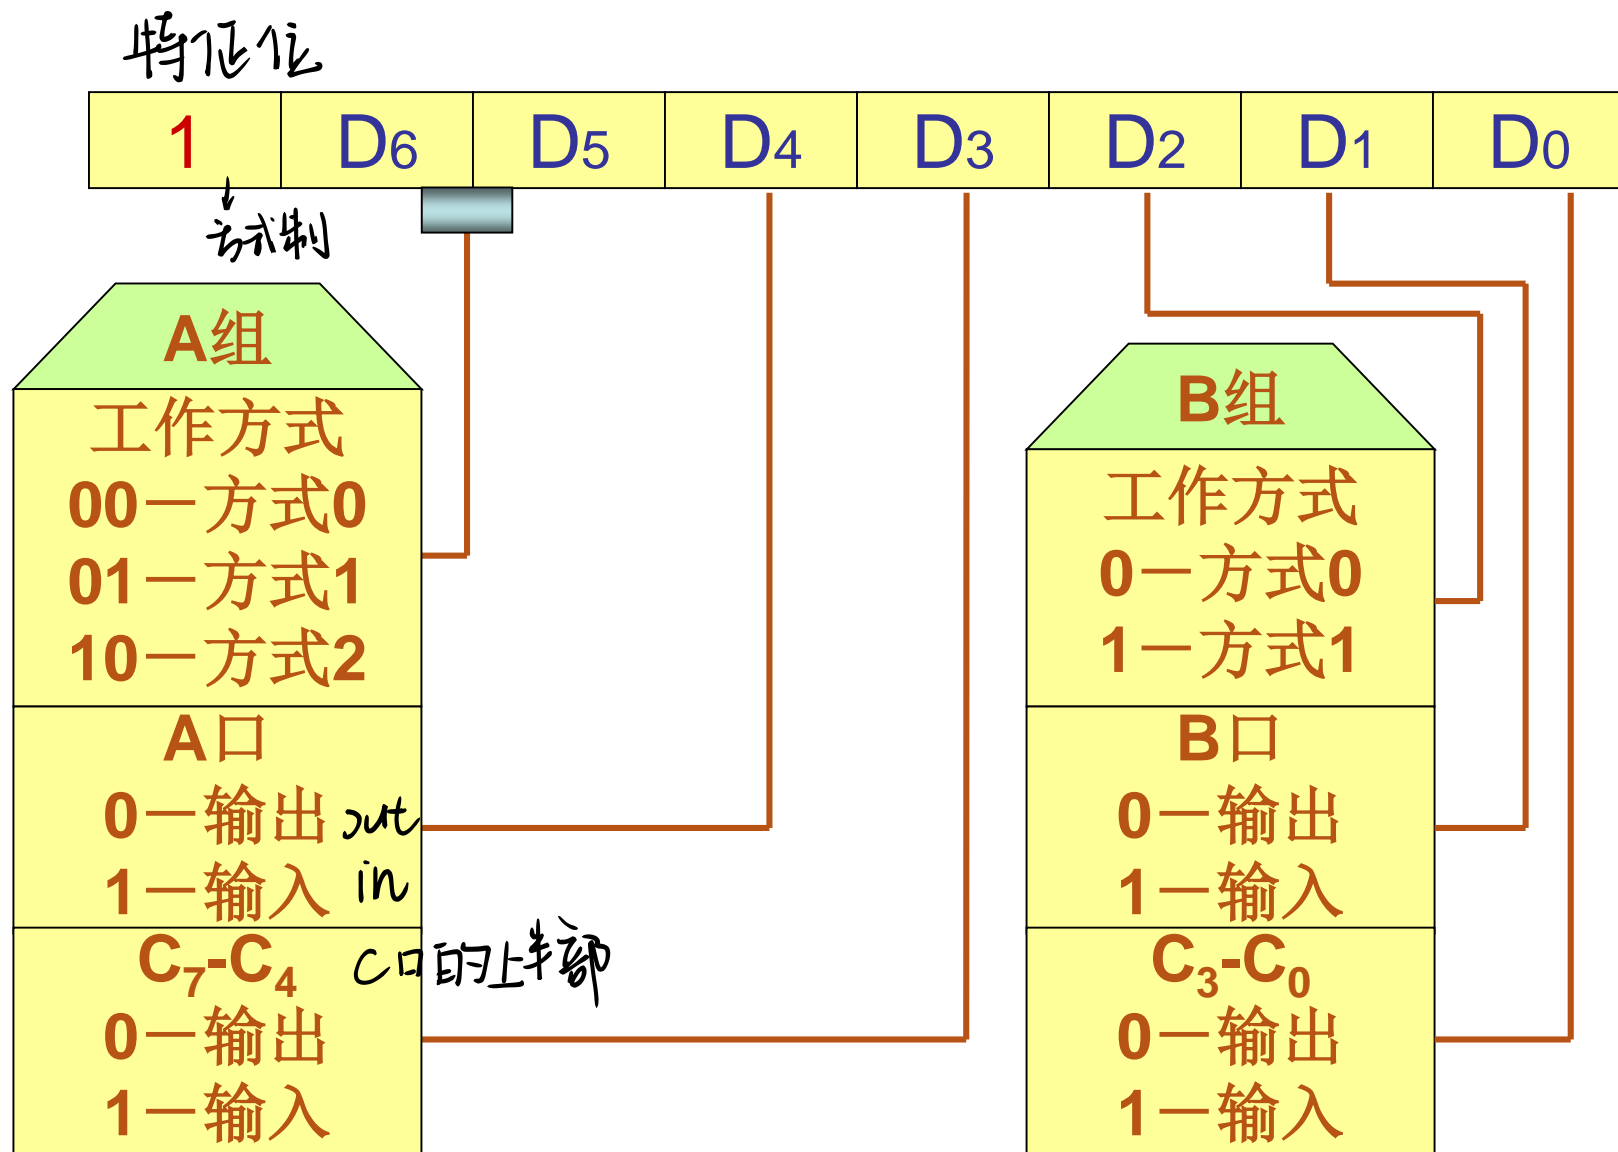 特征位
1 D6 D5 D4 D3 D2 D1 D0
方式制
A组
工作方式
00－方式0
01－方式1
10－方式2
A口
0－输出 out
1－输入 in
C7-C4 C口的上半部
0－输出
1－输入
B组
工作方式
0－方式0
1－方式1
B口
0－输出
1－输入
C3-C0
0－输出
1－输入